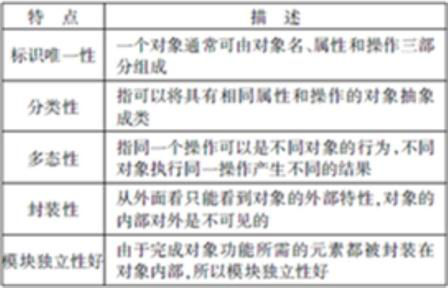 特 点 描 述
标识唯一性
一个对象通常可由对象名、属性和操作三部
分组成
分类性
指可以将具有相同属性和操作的对象抽象
成类
多态性
指同一个操作可以是不同对象的行为,不同
对象执行同一操作产生不同的结果
封装性
从外面看只能看到对象的外部特性,对象的
内部对外是不可见的
模块独立性好
由于完成对象功能所需的元素都被封装在
对象内部,所以模块独立性好